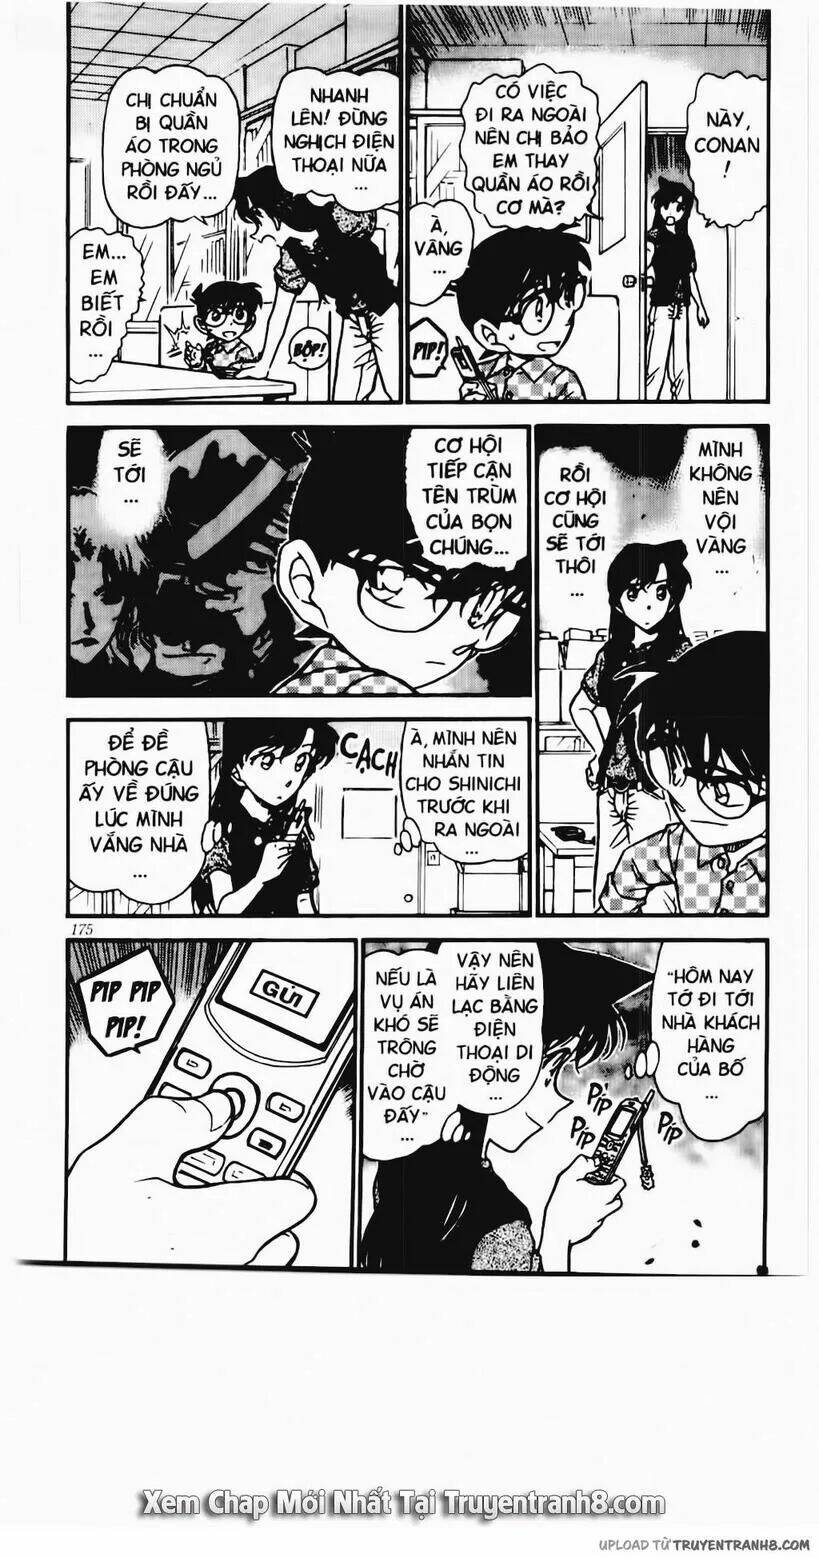 NÀY,
CONAN
!
CÓ VIỆC
ĐI RA NGOÀI
NÊN CHỊ BẢO
EM THAY
QUẦN ÁO RỒI
CƠ MÀ?
À,
VÂNG
...
PIP!
NHANH
LÊN! ĐỪNG
NGHỊCH ĐIỆN
THOẠI NỮA
...
CHỊ CHUẨN
BỊ QUẦN
ÁO TRONG
PHÒNG NGỦ
RỒI ĐẤY...
BỘP!
EM...
EM
BIẾT
RỒI
...
MÌNH
KHÔNG
NÊN
VỘI
VÀNG
...
RỒI
CƠ HỘI
CŨNG
SẼ TỚI
THÔI
...
CƠ HỘI
TIẾP CẬN
TÊN TRÙM
CỦA BỌN
CHÚNG...
SẼ
TỚI
...
À, MÌNH NÊN
NHẮN TIN
CHO SHINICHI
TRƯỚC KHI
RA NGOÀI
...
CẠCH
ĐỂ ĐỀ
PHÒNG CẬU
ẤY VỀ ĐÚNG
LÚC MÌNH
VẮNG NHÀ
...
175
"HÔM NAY
TỚ ĐI TỚI
NHÀ KHÁCH
HÀNG
CỦA BỐ
...
VẬY NÊN
HÃY LIÊN
LẠC BẰNG
ĐIỆN
THOẠI DI
ĐỘNG
...
NẾU LÀ
VỤ ÁN
KHÓ SẼ
TRÔNG
CHỜ
VÀO CẬU
ĐẤY"
...
PÍP
PÍP
PÍP
PÍP
PIP PIP
PIP!
GỬI
Xem Chap Mới Nhất Tại Truyentranh8.com
UPLOAD TỪ TRUYENTRANH8.COM